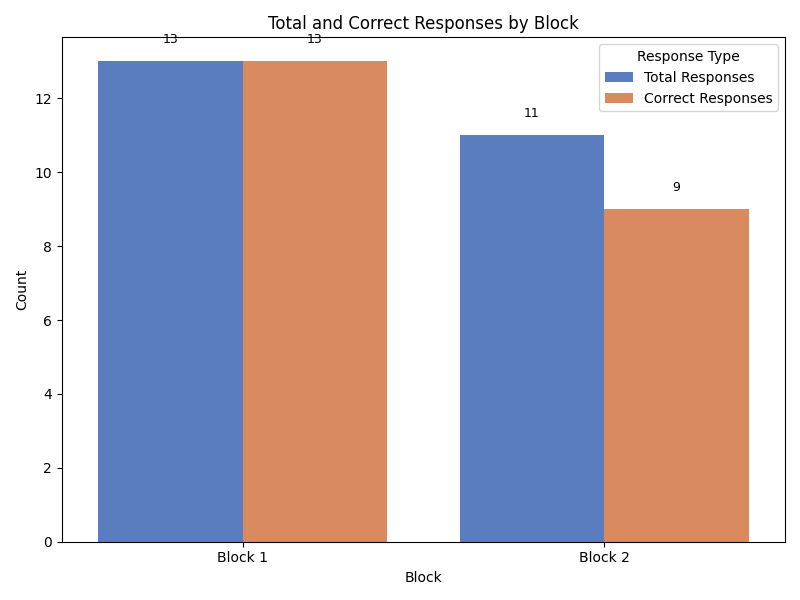 Total and Correct Responses by Block
13
13
11
9
Response Type
Total Responses
Correct Responses
12
10
8
6
4
2
0
Count
Block 1
Block 2
Block